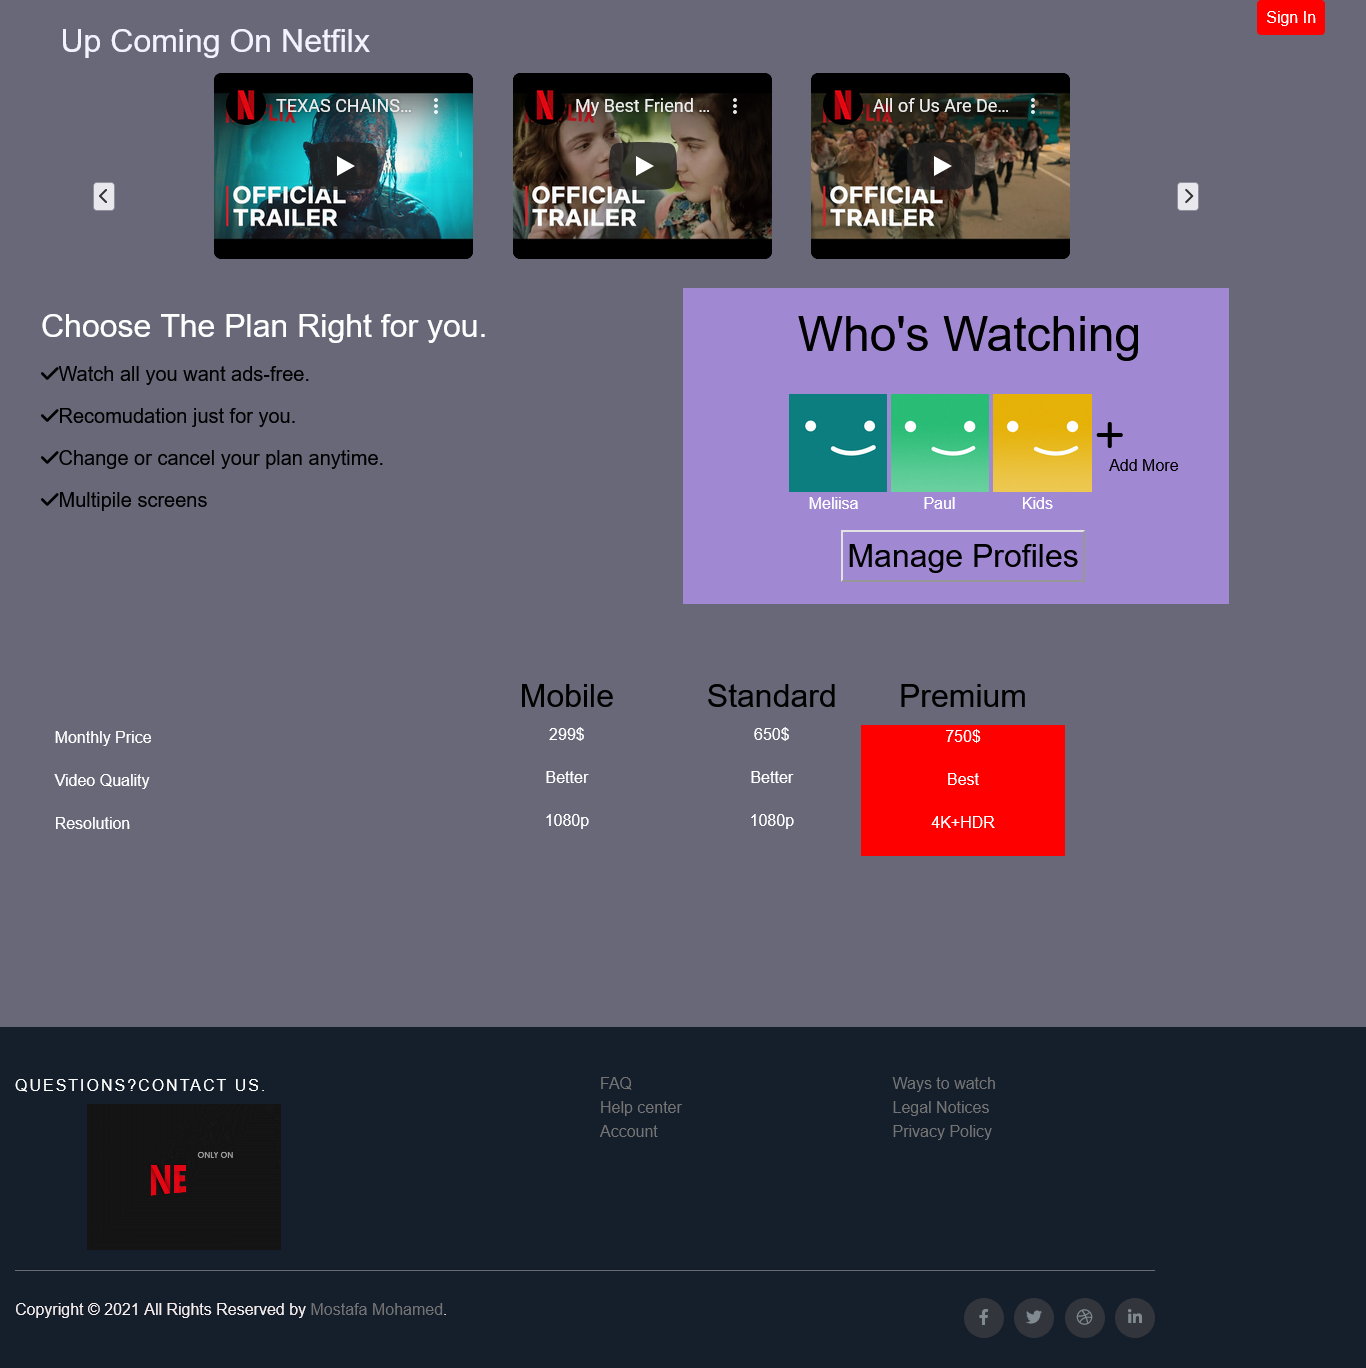 Sign In
Up Coming On Netfilx
TEXAS CHAINS...
My Best Friend ...
All of Us Are De...
OFFICIAL
TRAILER
OFFICIAL
TRAILER
OFFICIAL
TRAILER
Choose The Plan Right for you.
Watch all you want ads-free.
Recomudation just for you.
Change or cancel your plan anytime.
Multipile screens
Who's Watching
Add More
Meliisa Paul Kids
Manage Profiles
Mobile Standard Premium
Monthly Price 299$ 650$ 750$
Video Quality Better Better Best
Resolution 1080p 1080p 4K+HDR
QUESTIONS?CONTACT US.
ONLY ON
NE
FAQ
Help center
Account
Ways to watch
Legal Notices
Privacy Policy
Copyright © 2021 All Rights Reserved by Mostafa Mohamed.